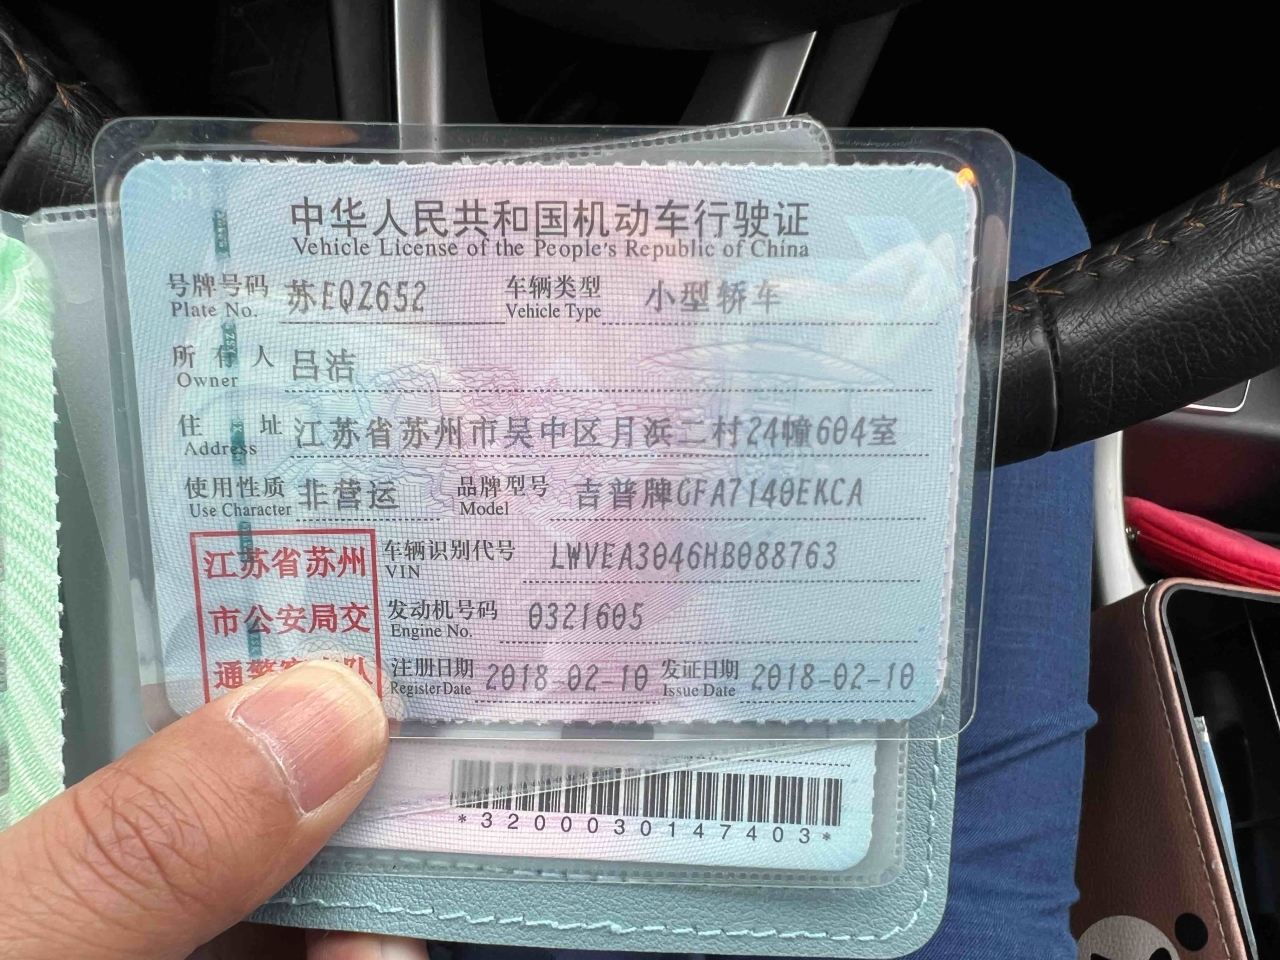 中华人民共和国机动车行驶证
Vehicle License of the People's Republic of China
号牌号码 苏EQZ652 车辆类型 小型轿车
Plate No. Vehicle Type
所有人 吕洁
Owner
住址 江苏省苏州市吴中区月浜二村24幢604室
Address
使用性质 非营运 品牌型号 吉普牌GFA7140EKCA
Use Character Model
江苏省苏州
市公安局交
通警 队
车辆识别代号 LWVEA3046HB088763
VIN
发动机号码 0321605
Engine No.
注册日期 2018-02-10 发证日期 2018-02-10
Register Date Issue Date
*3200030147403*